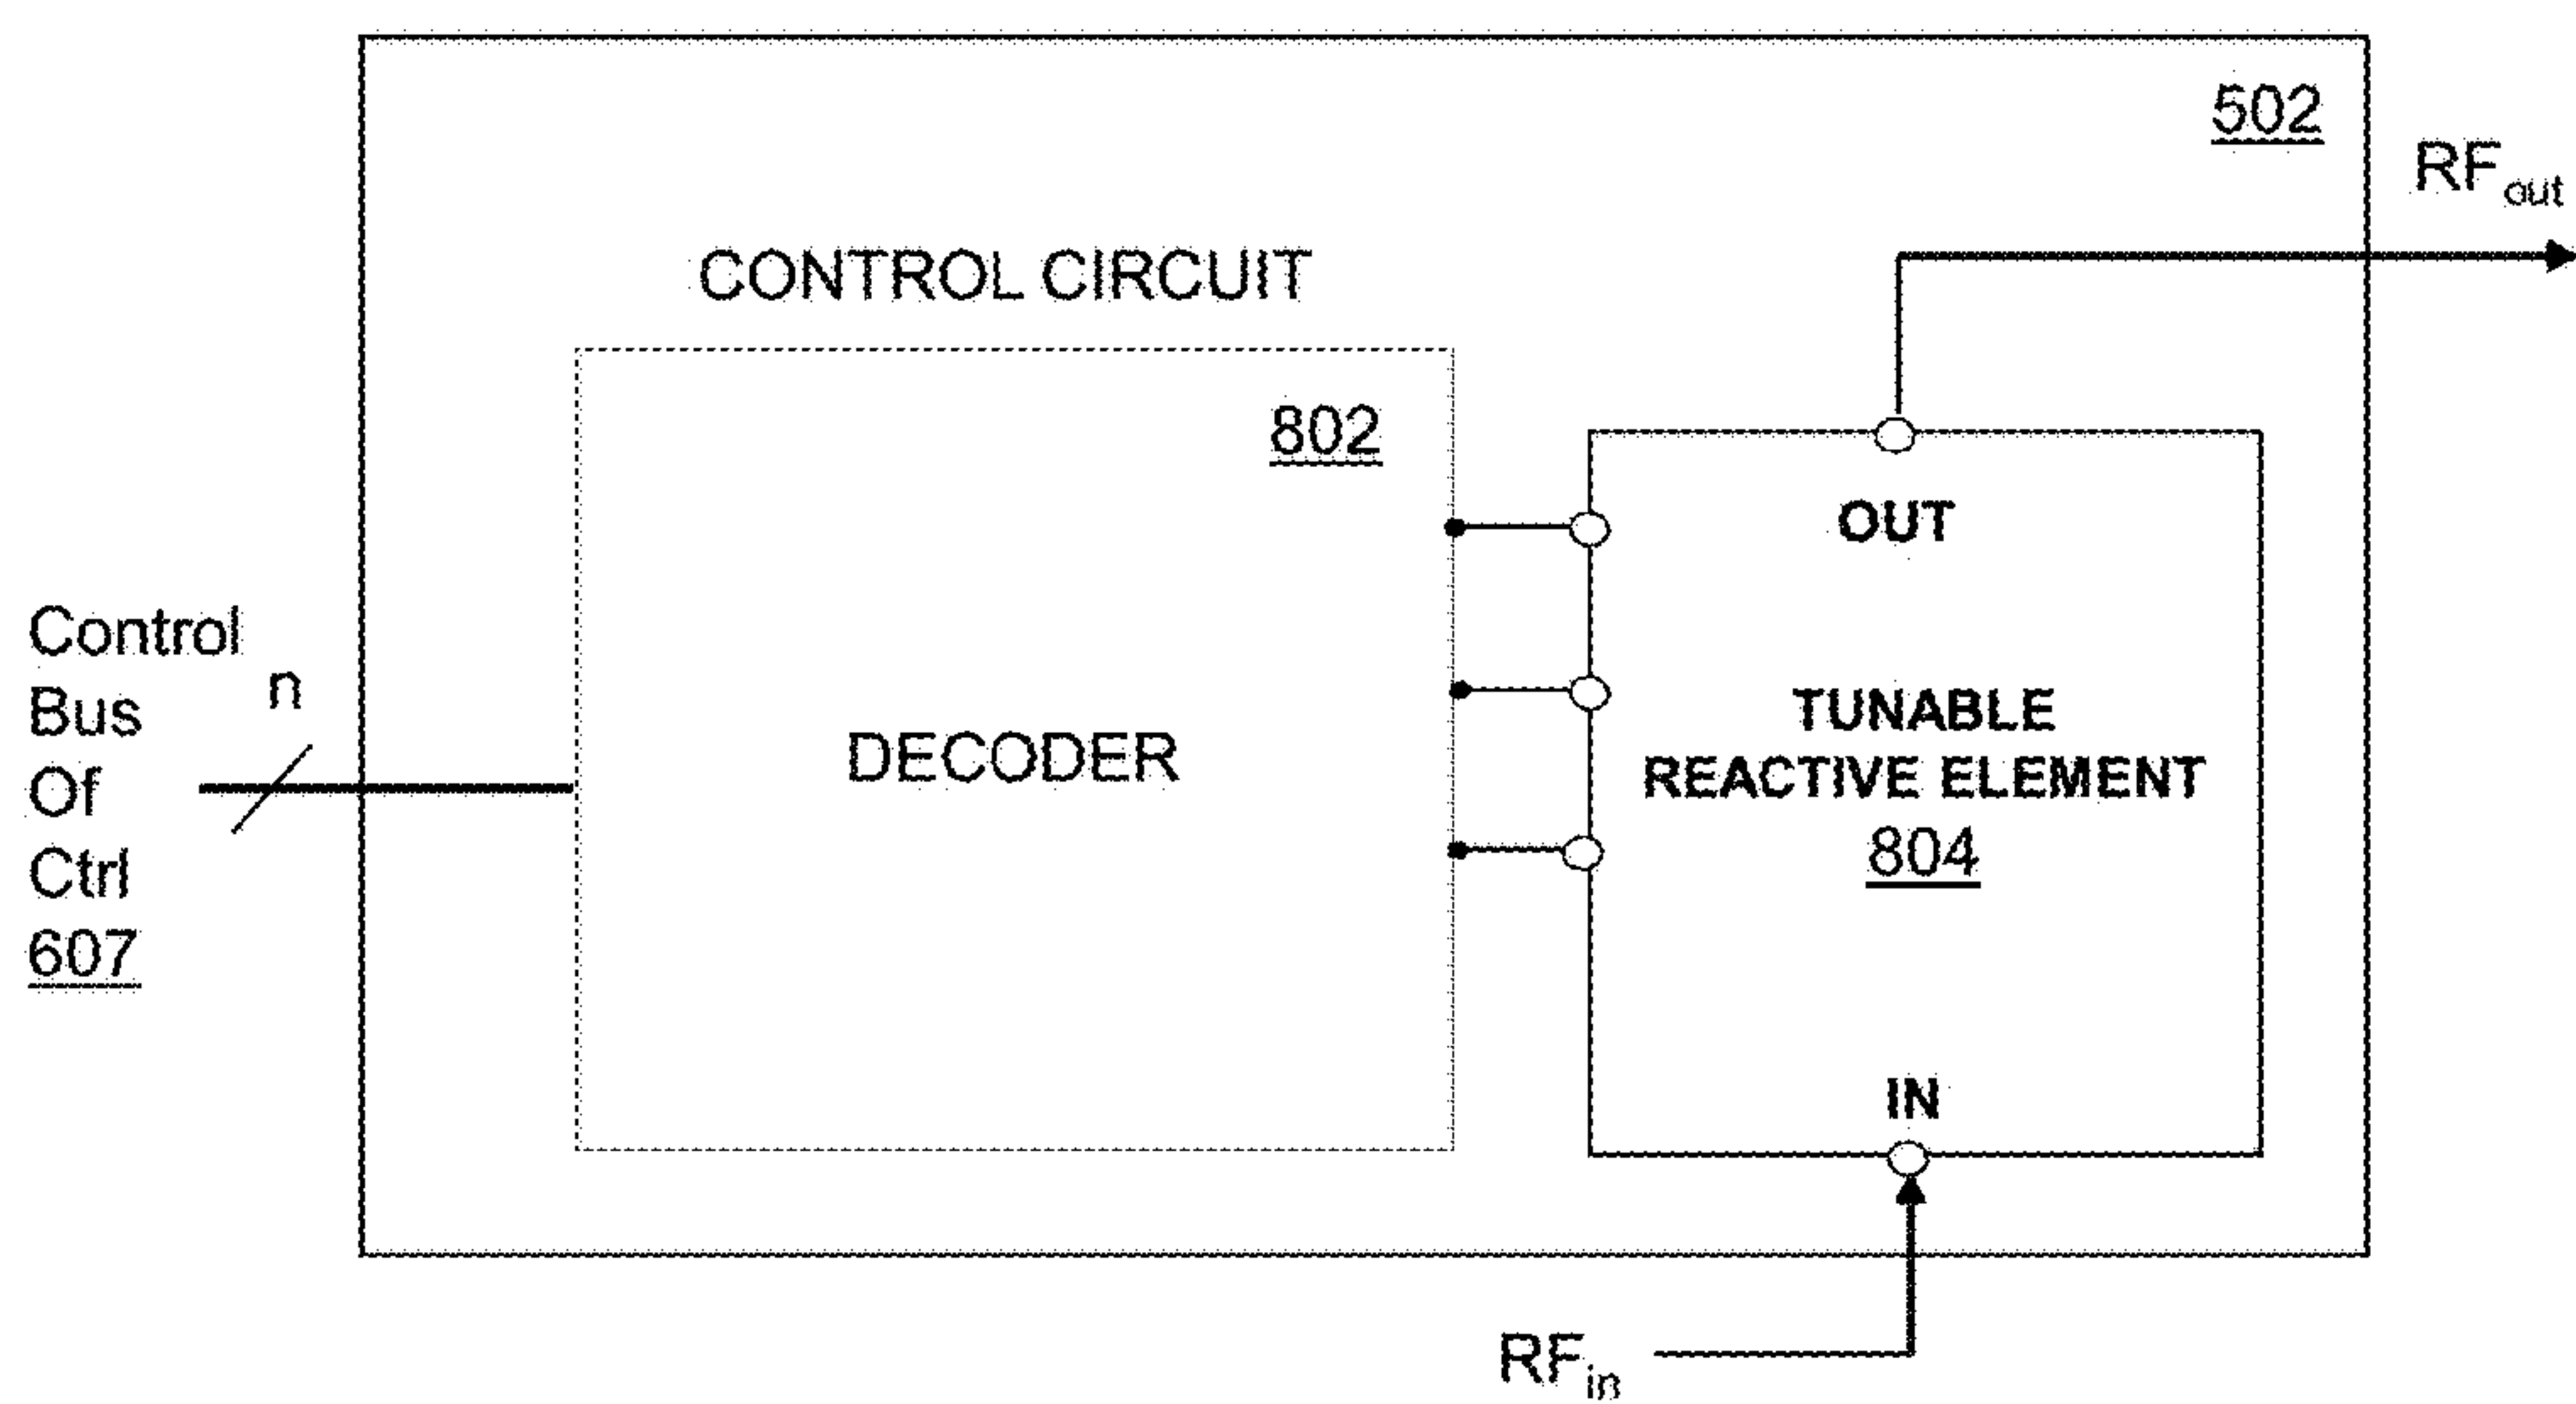 502
RFout
CONTROL CIRCUIT
802
OUT
Control
Bus
Of
Ctrl
607
n
DECODER
TUNABLE
REACTIVE ELEMENT
804
IN
RFin